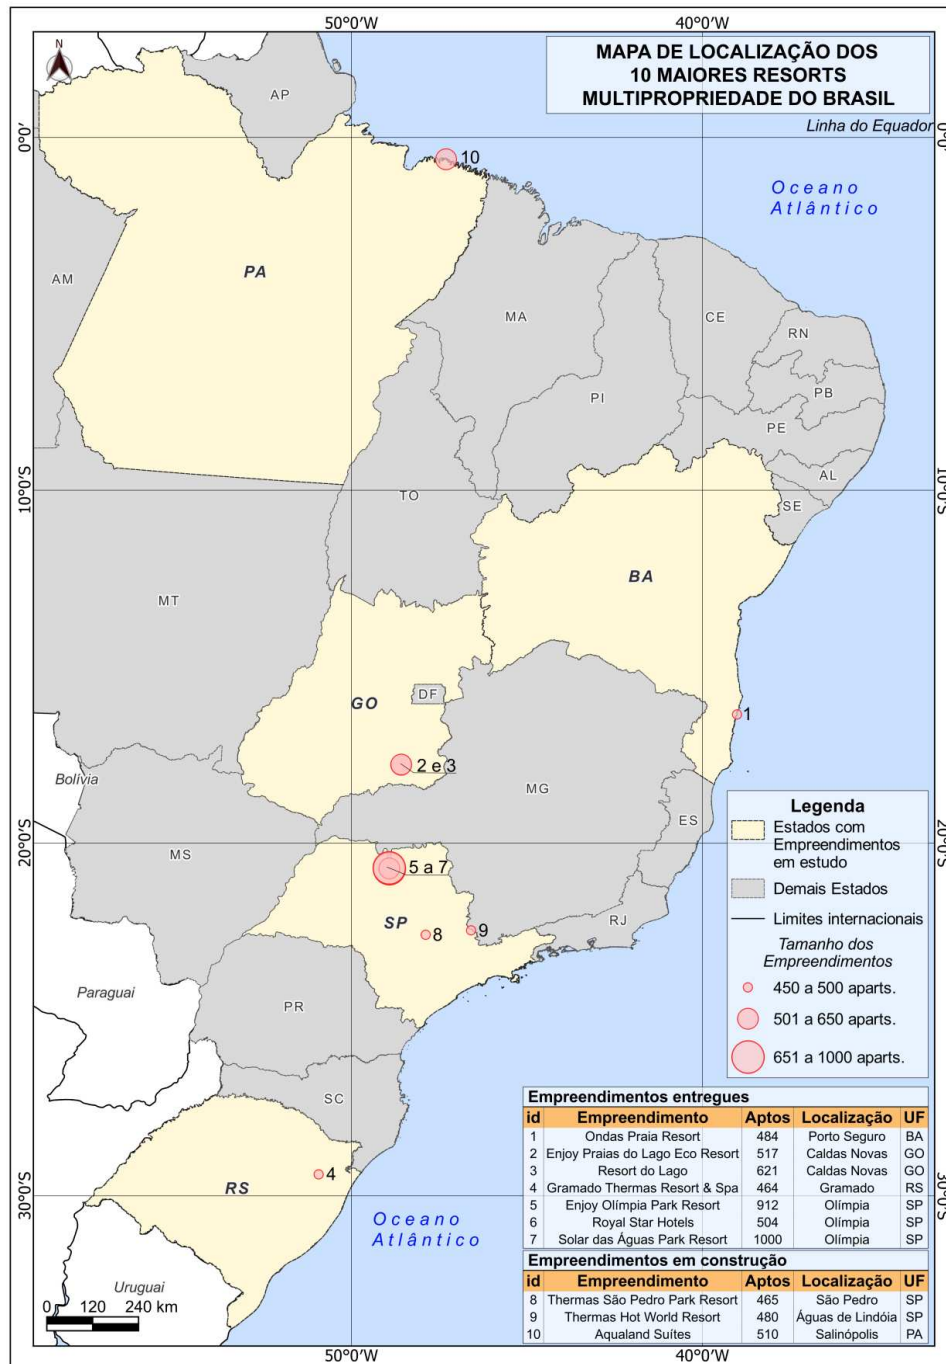 50°0'W 40°0'W
N
MAPA DE LOCALIZAÇÃO DOS
10 MAIORES RESORTS
MULTIPROPRIEDADE DO BRASIL
AP
Linha do Equador
0°0' 0°0'
10
Oceano
Atlântico
PA
AM
MA
CE
RN
PB
PI
PE
AL
10°0'S 10°0'S
TO
SE
BA
MT
DF
GO
1
2 e 3
Bolívia
MG
ES
20°0'S 20°0'S
MS
5 a 7
SP
8
9
RJ
Paraguai
PR
SC
4
RS
30°0'S 30°0'S
Oceano
Atlântico
Uruguai
0 120 240 km
Legenda
Estados com
Empreendimentos
em estudo
Demais Estados
Limites internacionais
Tamanho dos
Empreendimentos
450 a 500 aparts.
501 a 650 aparts.
651 a 1000 aparts.
Empreendimentos entregues
id Empreendimento Aptos Localização UF
1 Ondas Praia Resort 484 Porto Seguro BA
2 Enjoy Praias do Lago Eco Resort 517 Caldas Novas GO
3 Resort do Lago 621 Caldas Novas GO
4 Gramado Thermas Resort & Spa 464 Gramado RS
5 Enjoy Olímpia Park Resort 912 Olímpia SP
6 Royal Star Hotels 504 Olímpia SP
7 Solar das Águas Park Resort 1000 Olímpia SP
Empreendimentos em construção
id Empreendimento Aptos Localização UF
8 Thermas São Pedro Park Resort 465 São Pedro SP
9 Thermas Hot World Resort 480 Águas de Lindóia SP
10 Aqualand Suítes 510 Salinópolis PA
50°0'W 40°0'W